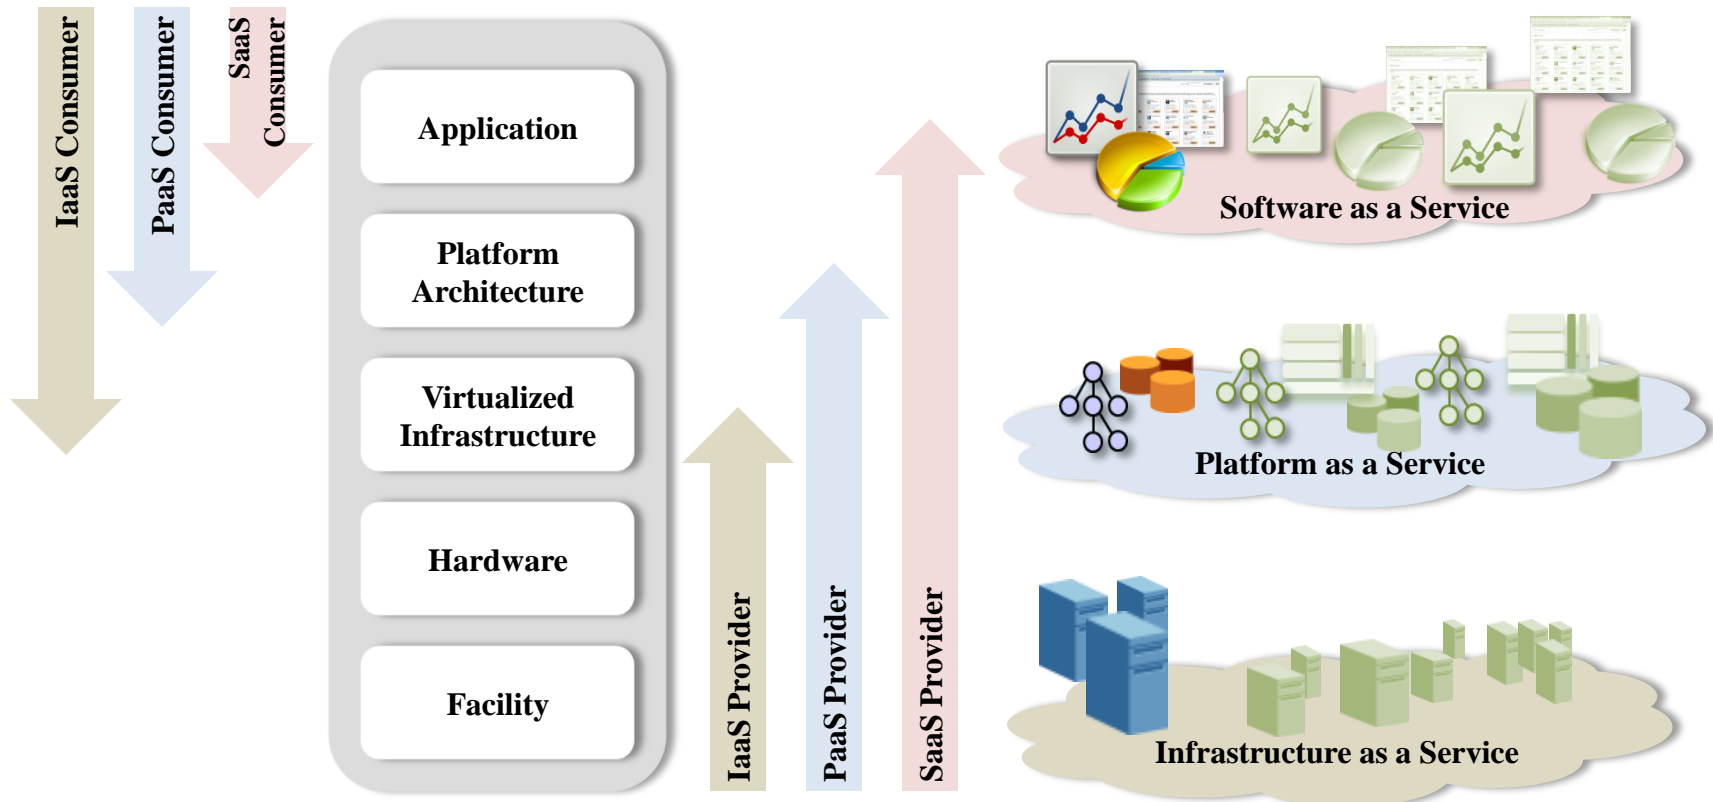 IaaS Consumer
PaaS Consumer
SaaS
Consumer
Application
Platform
Architecture
Virtualized
Infrastructure
Hardware
Facility
IaaS Provider
PaaS Provider
SaaS Provider
Software as a Service
Platform as a Service
Infrastructure as a Service